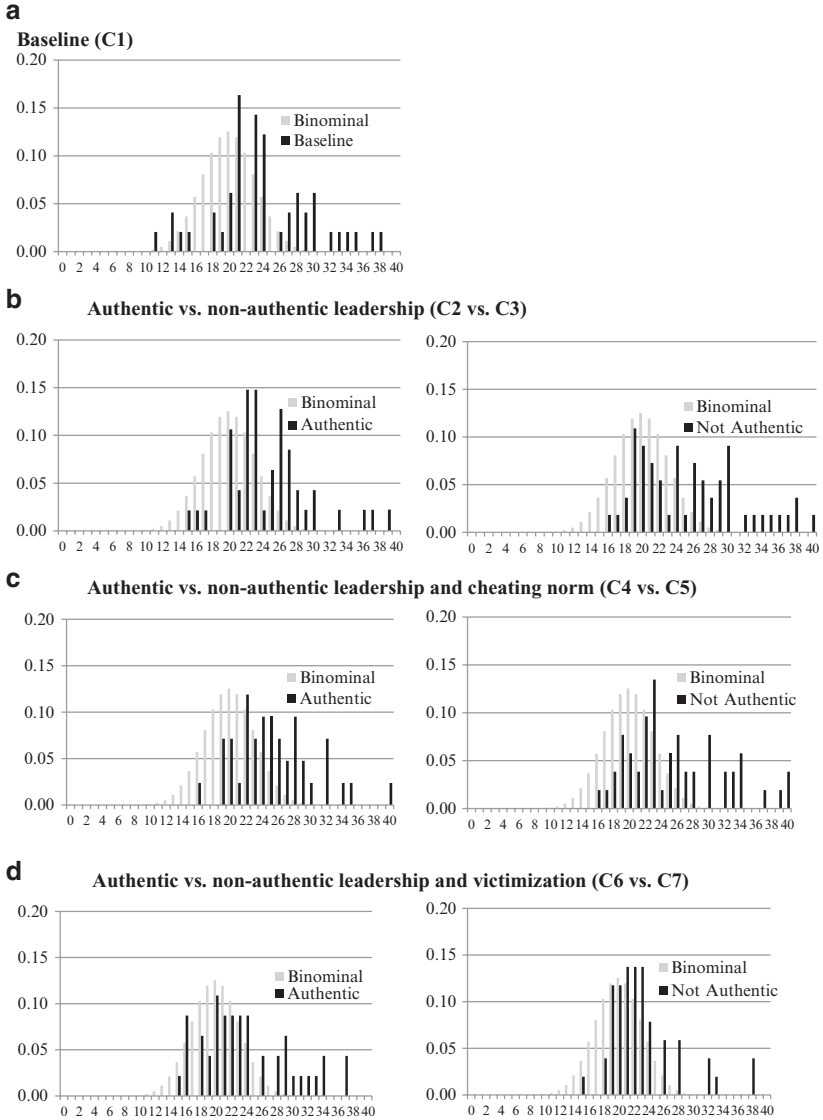 a
Baseline (C1)
0.20
0.15
0.10
0.05
0.00
Binominal
Baseline
0 2 4 6 8 10 12 14 16 18 20 22 24 26 28 30 32 34 36 38 40
b
Authentic vs. non-authentic leadership (C2 vs. C3)
0.20
0.15
0.10
0.05
0.00
Binominal
Authentic
0 2 4 6 8 10 12 14 16 18 20 22 24 26 28 30 32 34 36 38 40
0.20
0.15
0.10
0.05
0.00
Binominal
Not Authentic
0 2 4 6 8 10 12 14 16 18 20 22 24 26 28 30 32 34 36 38 40
c
Authentic vs. non-authentic leadership and cheating norm (C4 vs. C5)
0.20
0.15
0.10
0.05
0.00
Binominal
Authentic
0 2 4 6 8 10 12 14 16 18 20 22 24 26 28 30 32 34 36 38 40
0.20
0.15
0.10
0.05
0.00
Binominal
Not Authentic
0 2 4 6 8 10 12 14 16 18 20 22 24 26 28 30 32 34 36 38 40
d
Authentic vs. non-authentic leadership and victimization (C6 vs. C7)
0.20
0.15
0.10
0.05
0.00
Binominal
Authentic
0 2 4 6 8 10 12 14 16 18 20 22 24 26 28 30 32 34 36 38 40
0.20
0.15
0.10
0.05
0.00
Binominal
Not Authentic
0 2 4 6 8 10 12 14 16 18 20 22 24 26 28 30 32 34 36 38 40